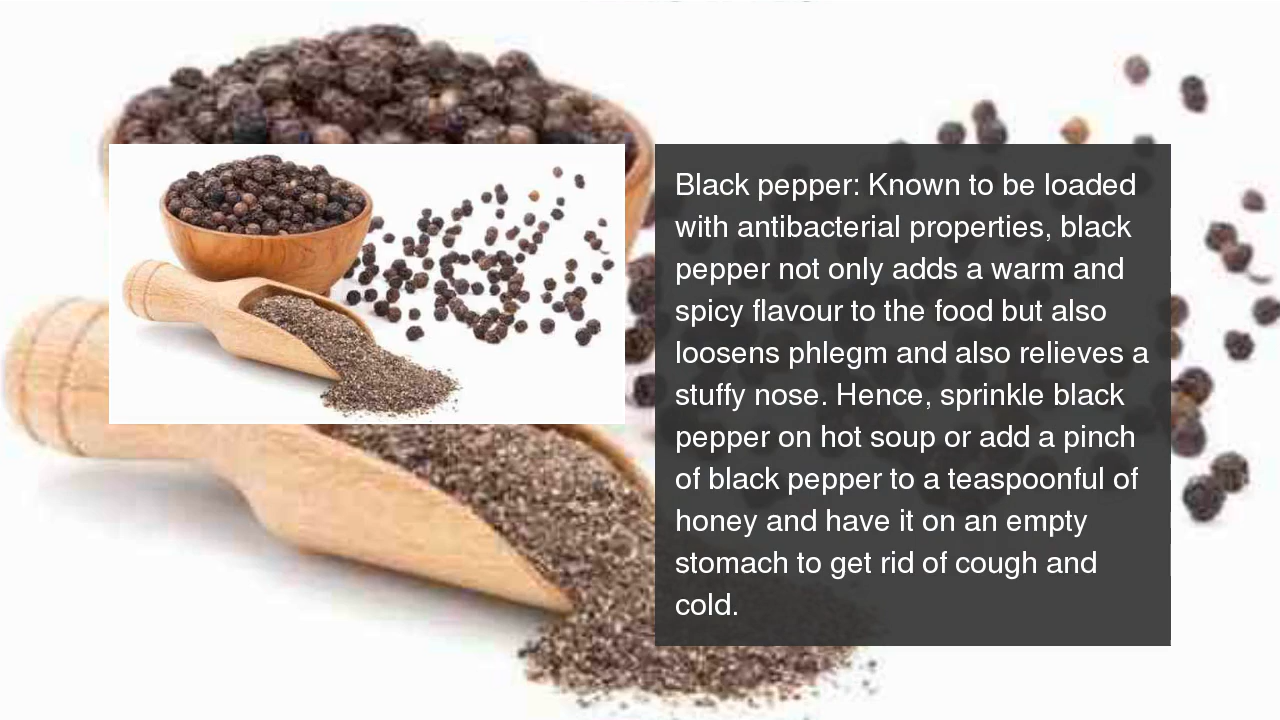 Black pepper: Known to be loaded
with antibacterial properties, black
pepper not only adds a warm and
spicy flavour to the food but also
loosens phlegm and also relieves a
stuffy nose. Hence, sprinkle black
pepper on hot soup or add a pinch
of black pepper to a teaspoonful of
honey and have it on an empty
stomach to get rid of cough and
cold.